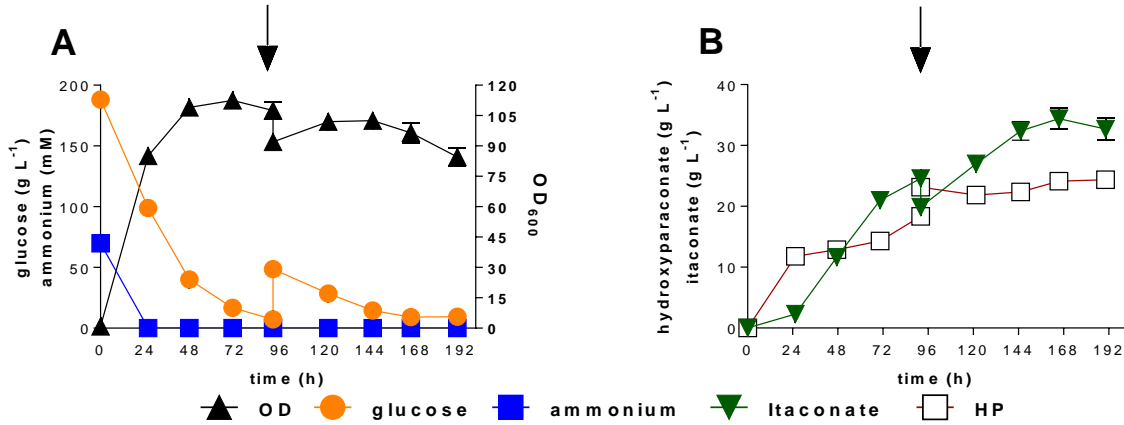 A
glucose (g L-1)
ammonium (mM)
200
150
100
50
0
120
105
90
75
60
45
30
15
0
OD600
0 24 48 72 96 120 144 168 192
time (h)
B
hydroxyparaconate (g L-1)
itaconate (g L-1)
40
30
20
10
0
0 24 48 72 96 120 144 168 192
time (h)
OD glucose ammonium Itaconate HP